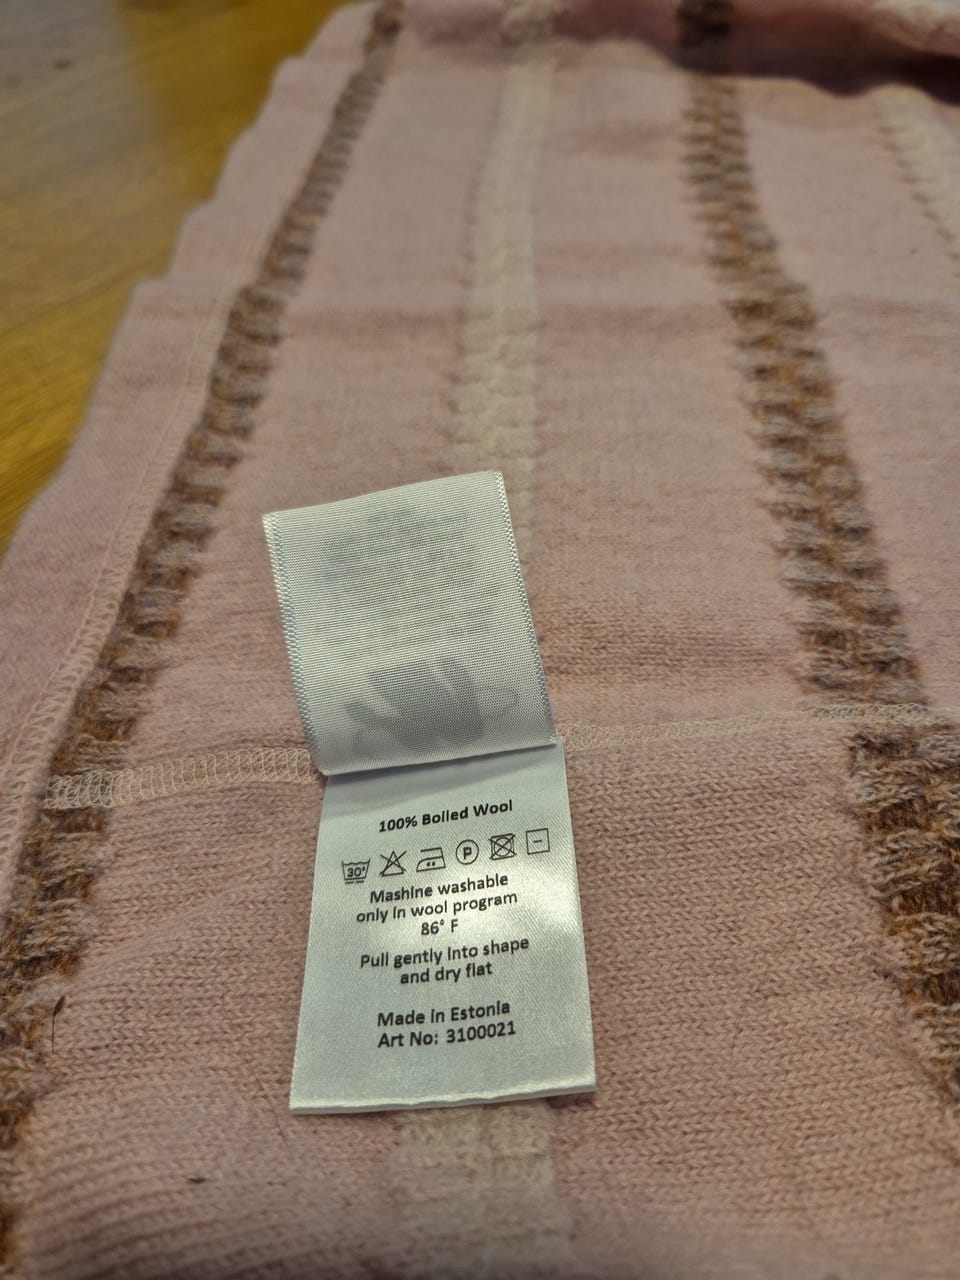 100% Boiled Wool
30°
P
Mashine washable
only in wool program
86° F
Pull gently into shape
and dry flat
Made in Estonia
Art No: 3100021